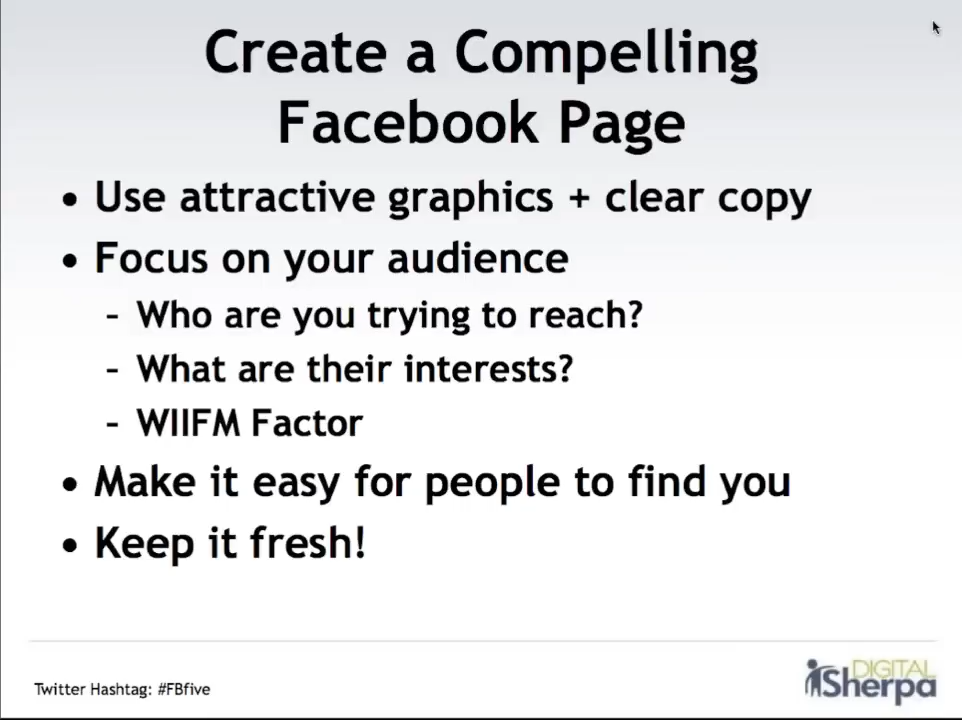 Create a Compelling
Facebook Page
• Use attractive graphics + clear copy
• Focus on your audience
– Who are you trying to reach?
– What are their interests?
– WIIFM Factor
• Make it easy for people to find you
• Keep it fresh!
Twitter Hashtag: #FBfive
DIGITAL
Sherpa